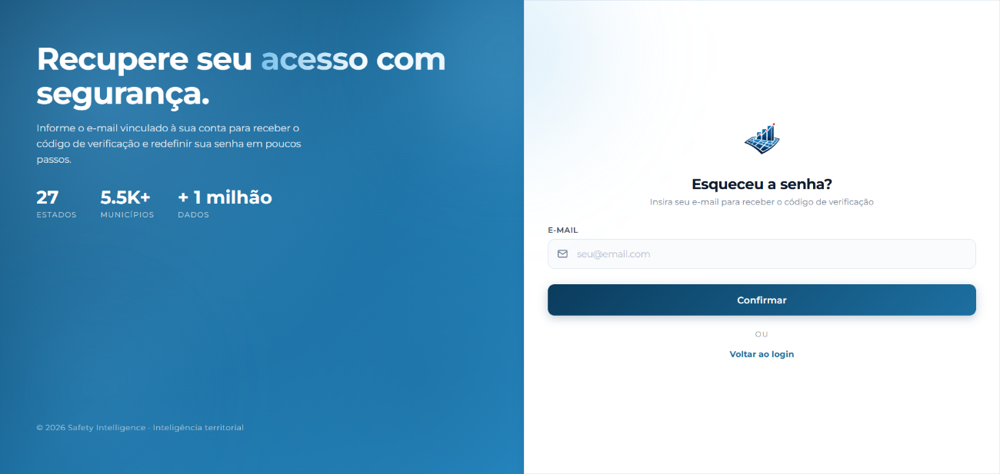 Recupere seu acesso com
segurança.
Informe o e-mail vinculado à sua conta para receber o
código de verificação e redefinir sua senha em poucos
passos.
27
ESTADOS
5.5K+
MUNICÍPIOS
+ 1 milhão
DADOS
© 2026 Safety Intelligence · Inteligência territorial
Esqueceu a senha?
Insira seu e-mail para receber o código de verificação
E-MAIL
seu@email.com
Confirmar
OU
Voltar ao login